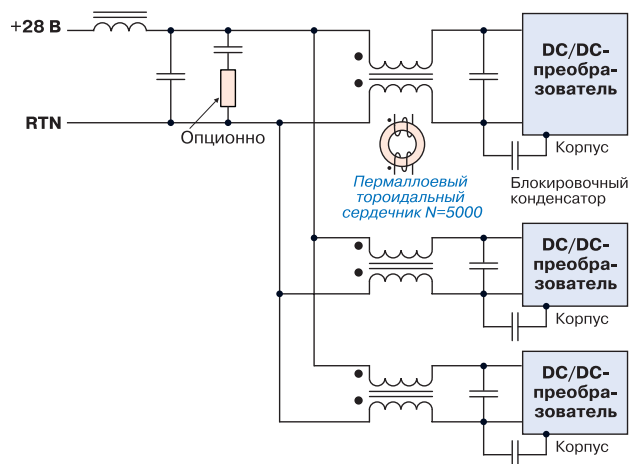 +28 В
RTN
Опционно
DC/DC-
преобра-
зователь
Корпус
Пермаллоевый
тороидальный
сердечник N=5000
Блокировочный
конденсатор
DC/DC-
преобра-
зователь
Корпус
DC/DC-
преобра-
зователь
Корпус